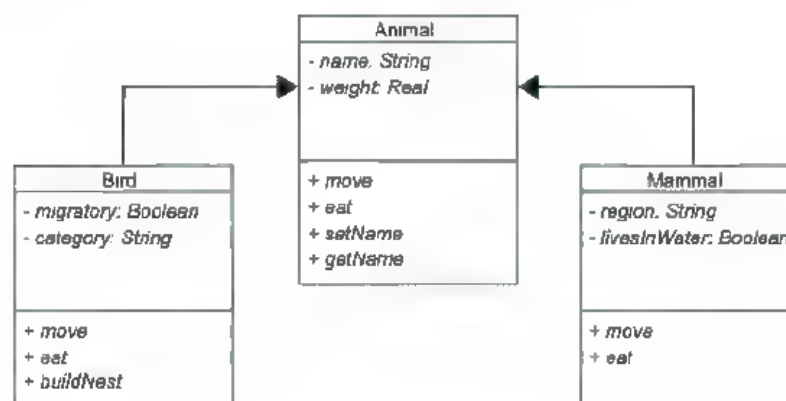 Animal
- name: String
- weight: Real
+ move
+ eat
+ setName
+ getName
Bird
- migratory: Boolean
- category: String
+ move
+ eat
+ buildNest
Mammal
- region: String
- livesInWater: Boolean
+ move
+ eat